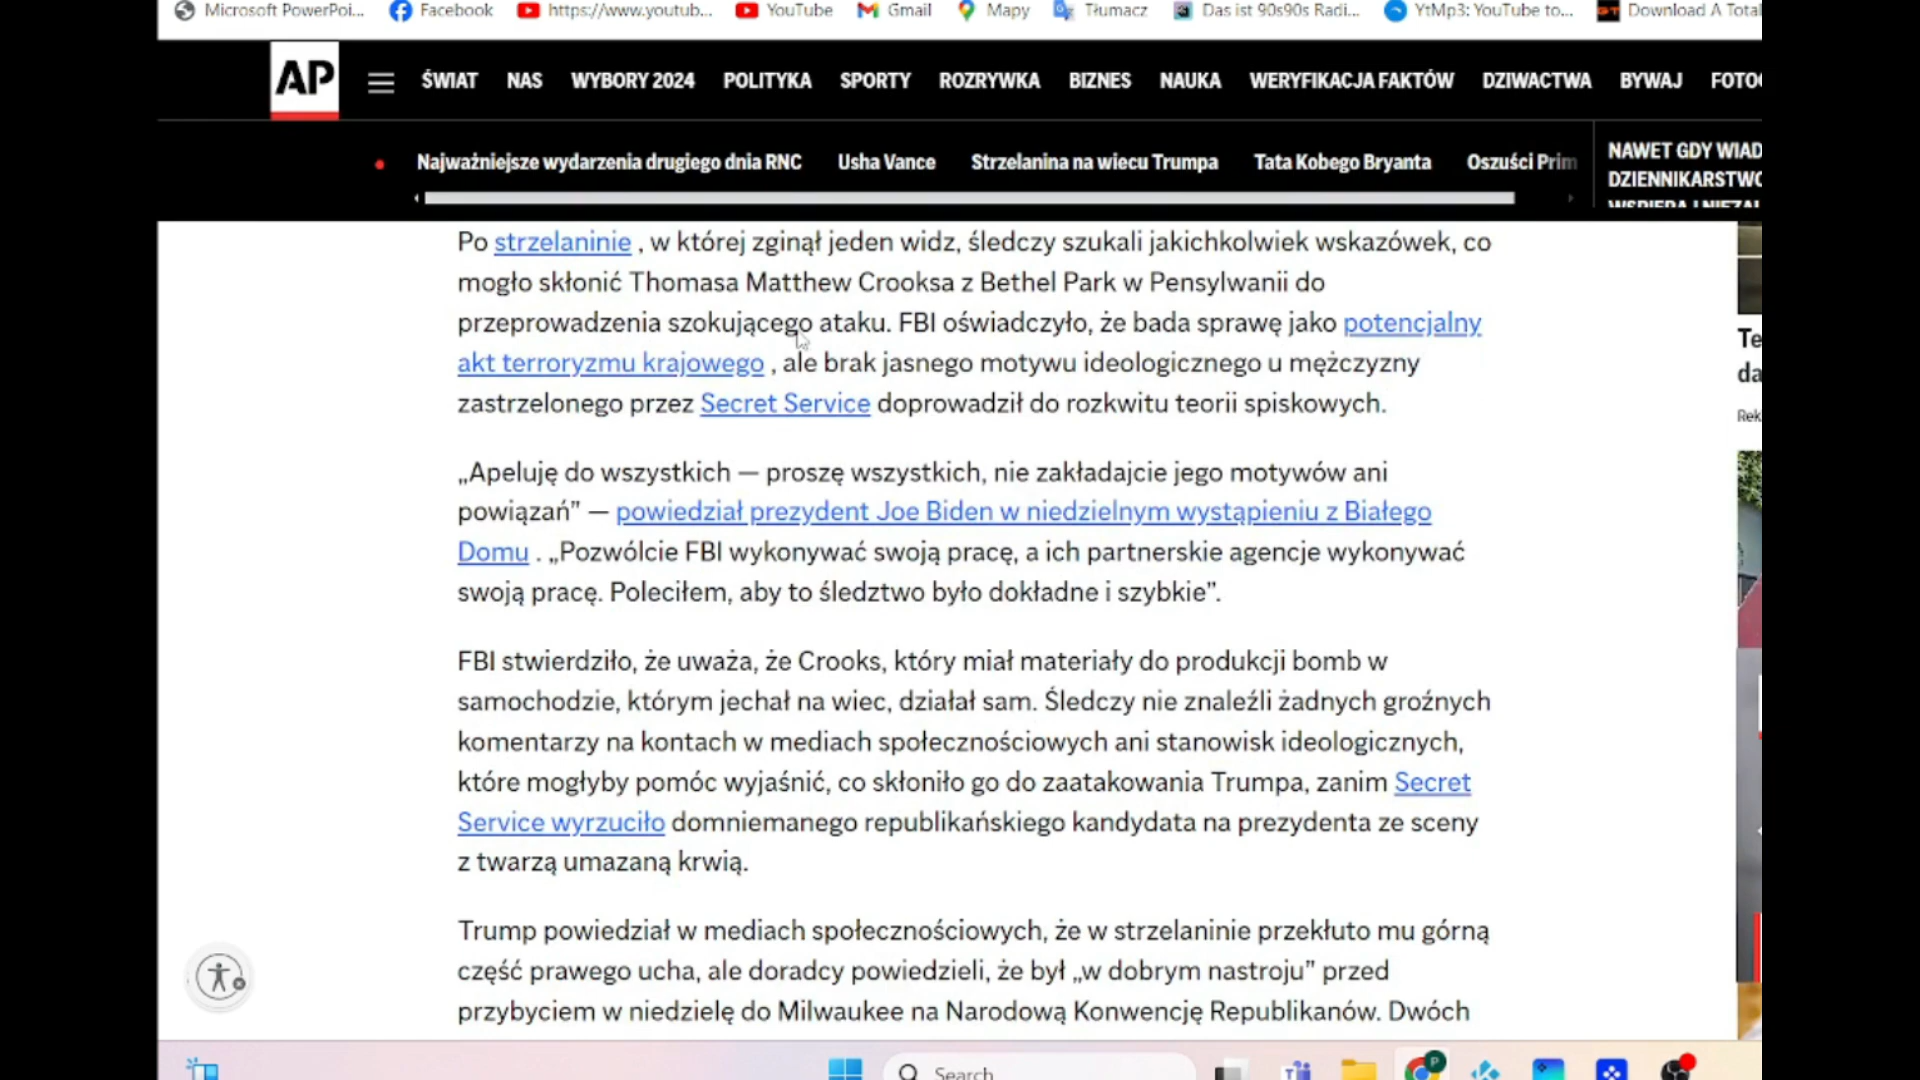 Microsoft PowerPoi... Facebook https://www.youtub... YouTube Gmail Mapy Tłumacz Das ist 90s90s Radi... YtMp3: YouTube to... Download A Total
AP ŚWIAT NAS WYBORY 2024 POLITYKA SPORTY ROZRYWKA BIZNES NAUKA WERYFIKACJA FAKTÓW DZIWACTWA BYWAJ FOTO
Najważniejsze wydarzenia drugiego dnia RNC Usha Vance Strzelanina na wiecu Trumpa Tata Kobego Bryanta Oszuści Prim
NAWET GDY WIAD
DZIENNIKARSTWO
Po strzelaninie , w której zginął jeden widz, śledczy szukali jakichkolwiek wskazówek, co
mogło skłonić Thomasa Matthew Crooksa z Bethel Park w Pensylwanii do
przeprowadzenia szokującego ataku. FBI oświadczyło, że bada sprawę jako potencjalny
akt terroryzmu krajowego , ale brak jasnego motywu ideologicznego u mężczyzny
zastrzelonego przez Secret Service doprowadził do rozkwitu teorii spiskowych.
„Apeluję do wszystkich — proszę wszystkich, nie zakładajcie jego motywów ani
powiązań” — powiedział prezydent Joe Biden w niedzielnym wystąpieniu z Białego
Domu . „Pozwólcie FBI wykonywać swoją pracę, a ich partnerskie agencje wykonywać
swoją pracę. Poleciłem, aby to śledztwo było dokładne i szybkie”.
FBI stwierdziło, że uważa, że Crooks, który miał materiały do produkcji bomb w
samochodzie, którym jechał na wiec, działał sam. Śledczy nie znaleźli żadnych groźnych
komentarzy na kontach w mediach społecznościowych ani stanowisk ideologicznych,
które mogłyby pomóc wyjaśnić, co skłoniło go do zaatakowania Trumpa, zanim Secret
Service wyrzuciło domniemanego republikańskiego kandydata na prezydenta ze sceny
z twarzą umazaną krwią.
Trump powiedział w mediach społecznościowych, że w strzelaninie przekłuto mu górną
część prawego ucha, ale doradcy powiedzieli, że był „w dobrym nastroju” przed
przybyciem w niedzielę do Milwaukee na Narodową Konwencję Republikanów. Dwóch
Te
da
Rek
Search